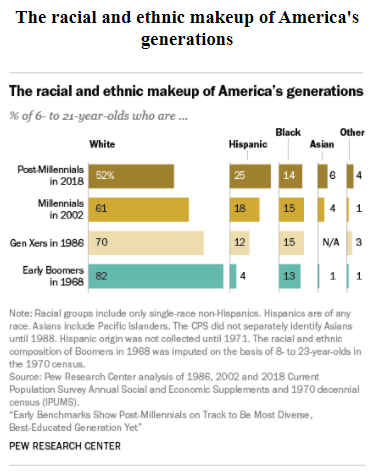 The racial and ethnic makeup of America's
generations
The racial and ethnic makeup of America's generations
% of 6- to 21-year-olds who are ...
White Hispanic Black Asian Other
Post-Millennials
in 2018 52% 25 14 6 4
Millennials
in 2002 61 18 15 4 1
Gen Xers in 1986 70 12 15 N/A 3
Early Boomers
in 1968 82 4 13 1 1
Note: Racial groups include only single-race non-Hispanics. Hispanics are of any
race. Asians include Pacific Islanders. The CPS did not separately identify Asians
until 1988. Hispanic origin was not collected until 1971. The racial and ethnic
composition of Boomers in 1968 was imputed on the basis of 8- to 23-year-olds in
the 1970 census.
Source: Pew Research Center analysis of 1986, 2002 and 2018 Current
Population Survey Annual Social and Economic Supplements and 1970 decennial
census (IPUMS).
"Early Benchmarks Show Post-Millennials on Track to Be Most Diverse,
Best-Educated Generation Yet"
PEW RESEARCH CENTER